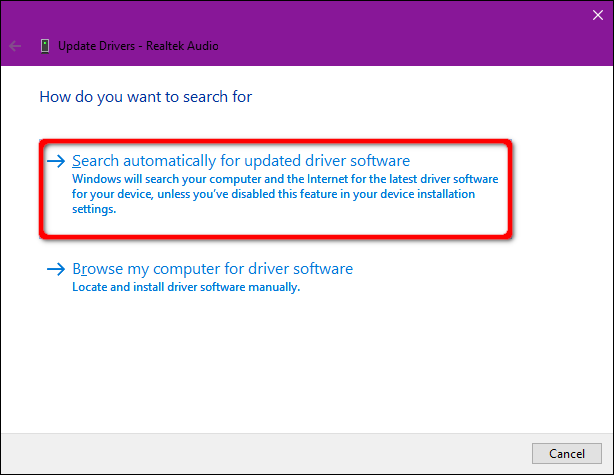 Update Drivers - Realtek Audio
How do you want to search for
Search automatically for updated driver software
Windows will search your computer and the Internet for the latest driver software
for your device, unless you've disabled this feature in your device installation
settings.
Browse my computer for driver software
Locate and install driver software manually.
Cancel